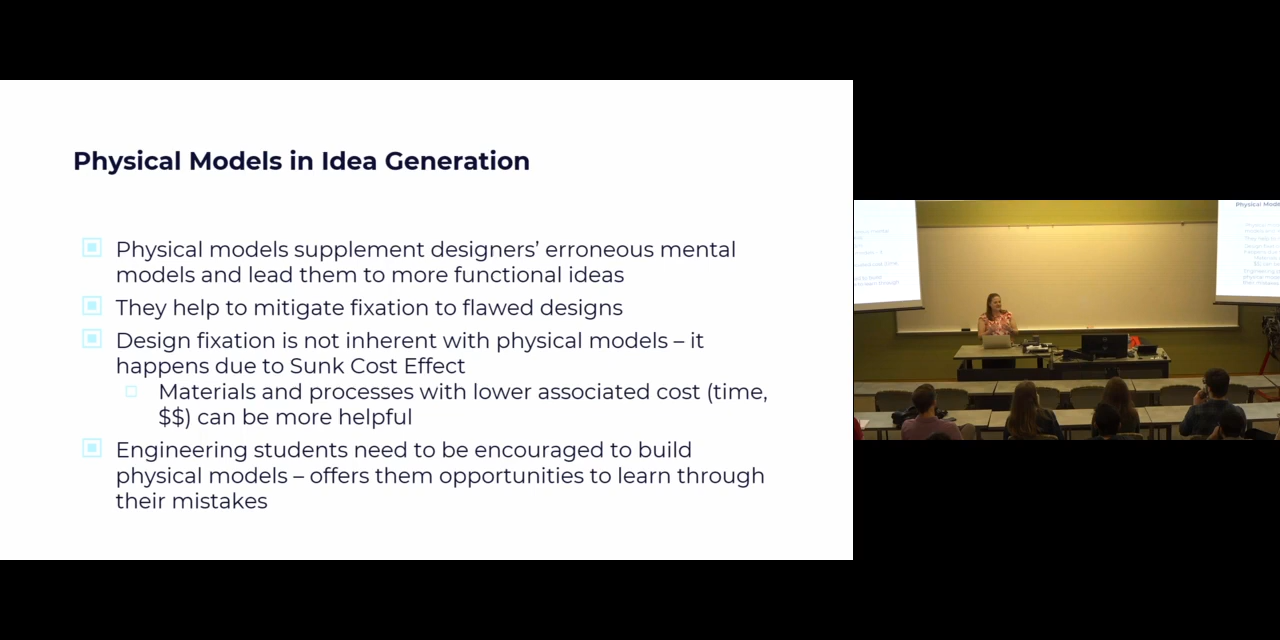 Physical Models in Idea Generation
Physical models supplement designers’ erroneous mental
models and lead them to more functional ideas
They help to mitigate fixation to flawed designs
Design fixation is not inherent with physical models – it
happens due to Sunk Cost Effect
Materials and processes with lower associated cost (time,
$$) can be more helpful
Engineering students need to be encouraged to build
physical models – offers them opportunities to learn through
their mistakes
Physical Mode